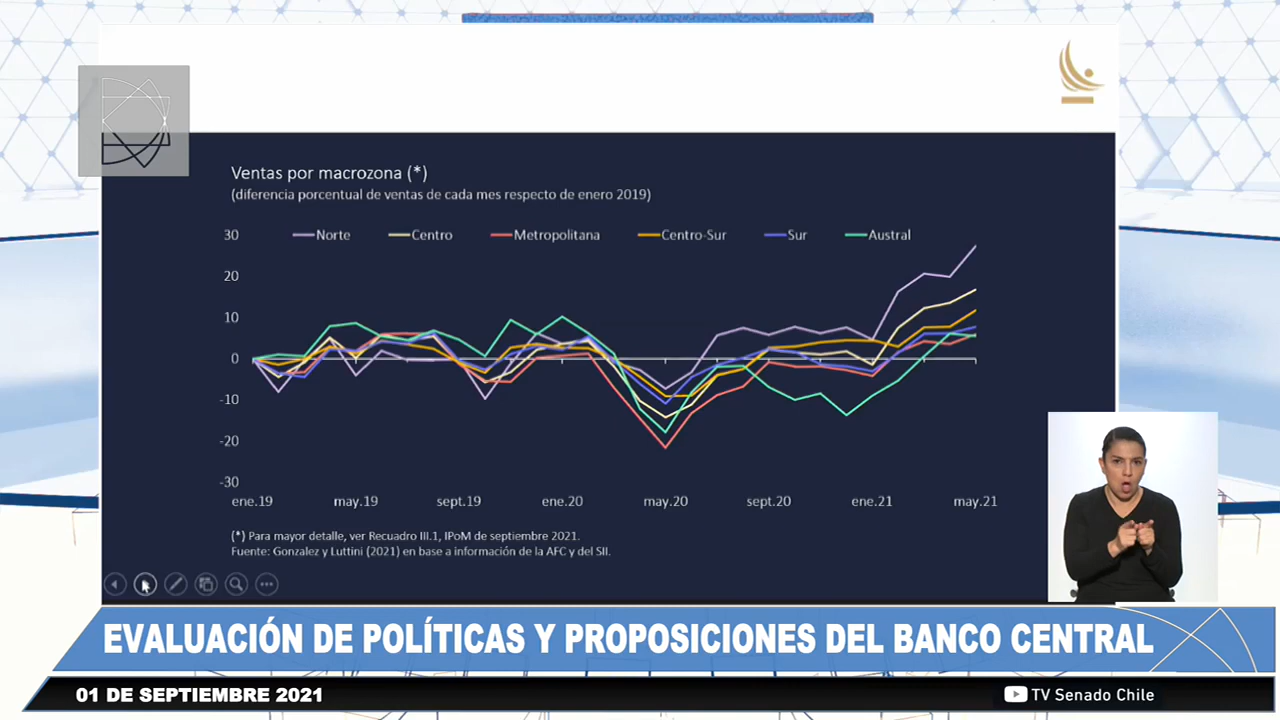 Ventas por macrozona (*)
(diferencia porcentual de ventas de cada mes respecto de enero 2019)
Norte Centro Metropolitana Centro-Sur Sur Austral
30
20
10
0
-10
-20
-30
ene.19 may.19 sept.19 ene.20 may.20 sept.20 ene.21 may.21
(*) Para mayor detalle, ver Recuadro III.1, IPoM de septiembre 2021.
Fuente: Gonzalez y Luttini (2021) en base a información de la AFC y del SII.
EVALUACIÓN DE POLÍTICAS Y PROPOSICIONES DEL BANCO CENTRAL
01 DE SEPTIEMBRE 2021
TV Senado Chile